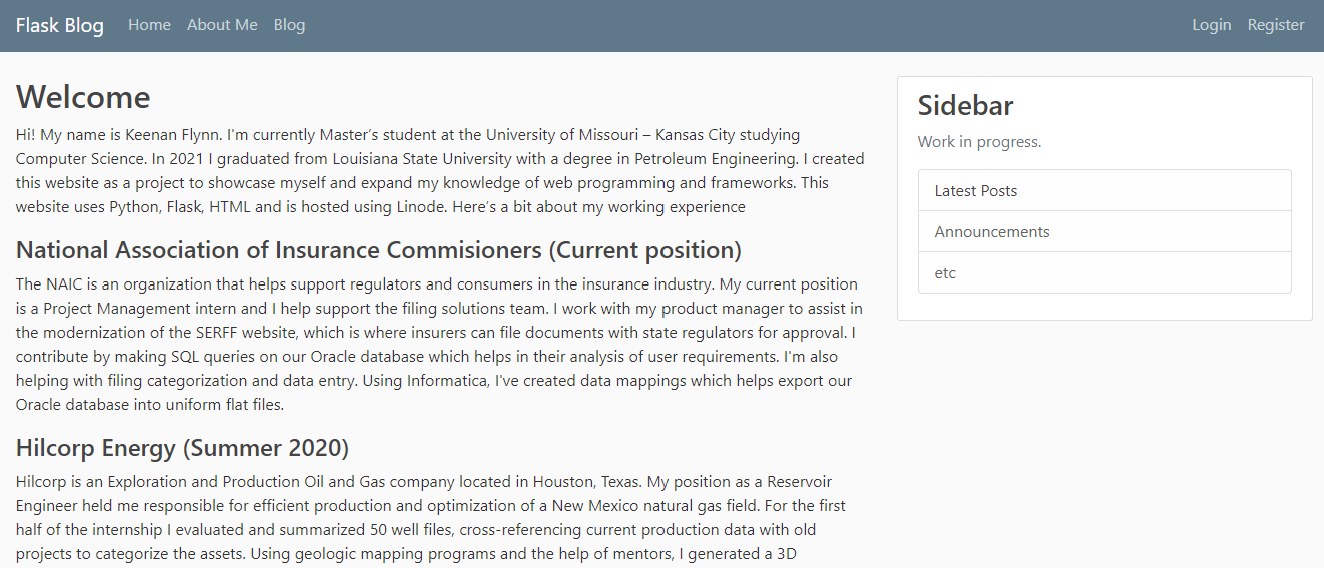 Flask Blog Home About Me Blog Login Register
Welcome
Hi! My name is Keenan Flynn. I'm currently Master's student at the University of Missouri – Kansas City studying
Computer Science. In 2021 I graduated from Louisiana State University with a degree in Petroleum Engineering. I created
this website as a project to showcase myself and expand my knowledge of web programming and frameworks. This
website uses Python, Flask, HTML and is hosted using Linode. Here's a bit about my working experience
National Association of Insurance Commisioners (Current position)
The NAIC is an organization that helps support regulators and consumers in the insurance industry. My current position
is a Project Management intern and I help support the filing solutions team. I work with my product manager to assist in
the modernization of the SERFF website, which is where insurers can file documents with state regulators for approval. I
contribute by making SQL queries on our Oracle database which helps in their analysis of user requirements. I'm also
helping with filing categorization and data entry. Using Informatica, I've created data mappings which helps export our
Oracle database into uniform flat files.
Hilcorp Energy (Summer 2020)
Hilcorp is an Exploration and Production Oil and Gas company located in Houston, Texas. My position as a Reservoir
Engineer held me responsible for efficient production and optimization of a New Mexico natural gas field. For the first
half of the internship I evaluated and summarized 50 well files, cross-referencing current production data with old
projects to categorize the assets. Using geologic mapping programs and the help of mentors, I generated a 3D
Sidebar
Work in progress.
Latest Posts
Announcements
etc